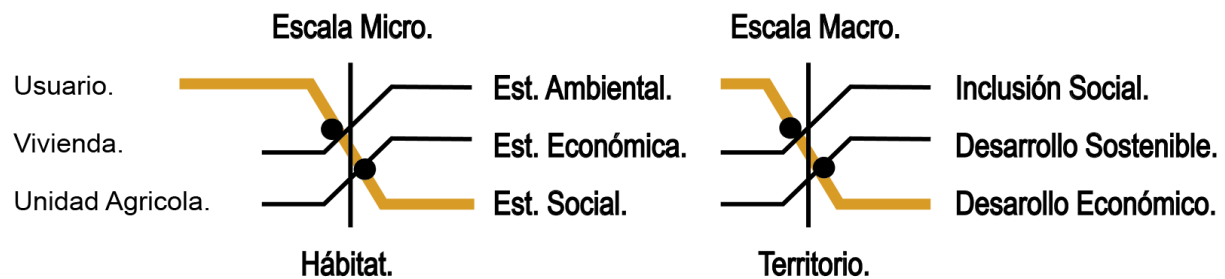 Escala Micro.
Escala Macro.
Usuario.
Est. Ambiental.
Inclusión Social.
Vivienda.
Est. Económica.
Desarrollo Sostenible.
Unidad Agricola.
Est. Social.
Desarollo Económico.
Hábitat.
Territorio.